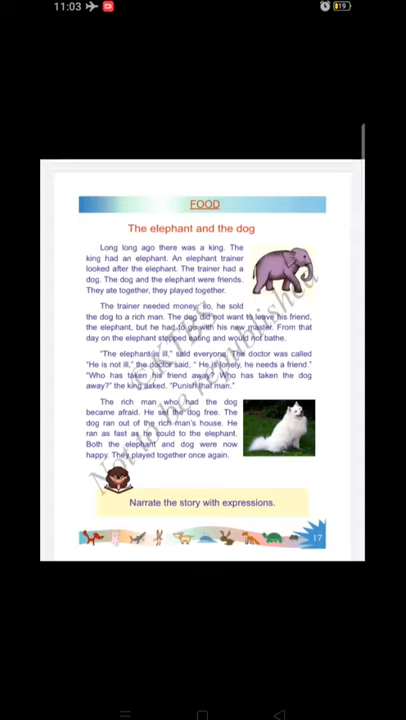 11:03
19
FOOD
The elephant and the dog
Long long ago there was a king. The
king had an elephant. An elephant trainer
looked after the elephant. The trainer had a
dog. The dog and the elephant were friends.
They ate together, they played together.
The trainer needed money, so, he sold
the dog to a rich man. The dog did not want to leave his friend,
the elephant, but he had to go with his new master. From that
day on the elephant stopped eating and would not bathe.
"The elephant is ill," said everyone. The doctor was called
"He is not ill," the doctor said, " He is lonely, he needs a friend."
"Who has taken his friend away? Who has taken the dog
away?" the king asked. "Punish that man."
The rich man who had the dog
became afraid. He set the dog free. The
dog ran out of the rich man's house. He
ran as fast as he could to the elephant.
Both the elephant and dog were now
happy. They played together once again.
©KTBS
Not to be republished
Narrate the story with expressions.
17